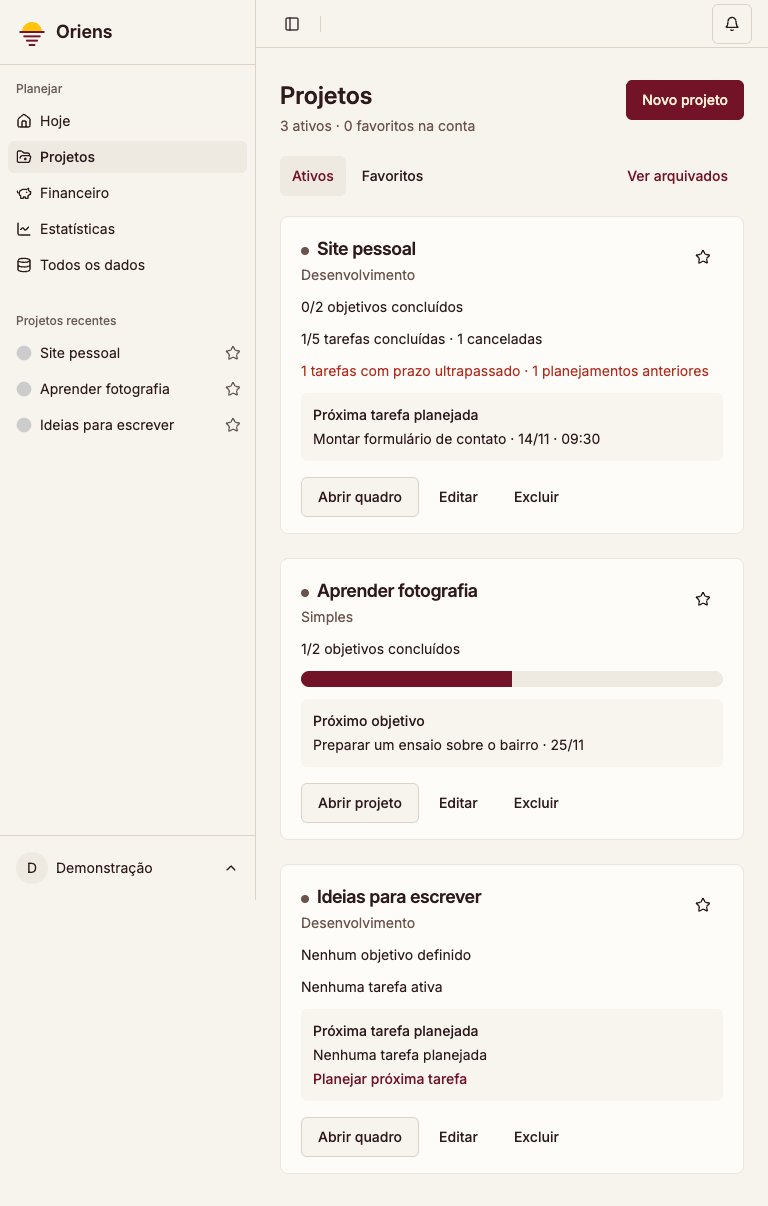 Oriens
Planejar
Hoje
Projetos
Financeiro
Estatísticas
Todos os dados
Projetos recentes
Site pessoal
Aprender fotografia
Ideias para escrever
D
Demonstração
Projetos
3 ativos · 0 favoritos na conta
Novo projeto
Ativos
Favoritos
Ver arquivados
Site pessoal
Desenvolvimento
0/2 objetivos concluídos
1/5 tarefas concluídas · 1 canceladas
1 tarefas com prazo ultrapassado · 1 planejamentos anteriores
Próxima tarefa planejada
Montar formulário de contato · 14/11 · 09:30
Abrir quadro
Editar
Excluir
Aprender fotografia
Simples
1/2 objetivos concluídos
Próximo objetivo
Preparar um ensaio sobre o bairro · 25/11
Abrir projeto
Editar
Excluir
Ideias para escrever
Desenvolvimento
Nenhum objetivo definido
Nenhuma tarefa ativa
Próxima tarefa planejada
Nenhuma tarefa planejada
Planejar próxima tarefa
Abrir quadro
Editar
Excluir